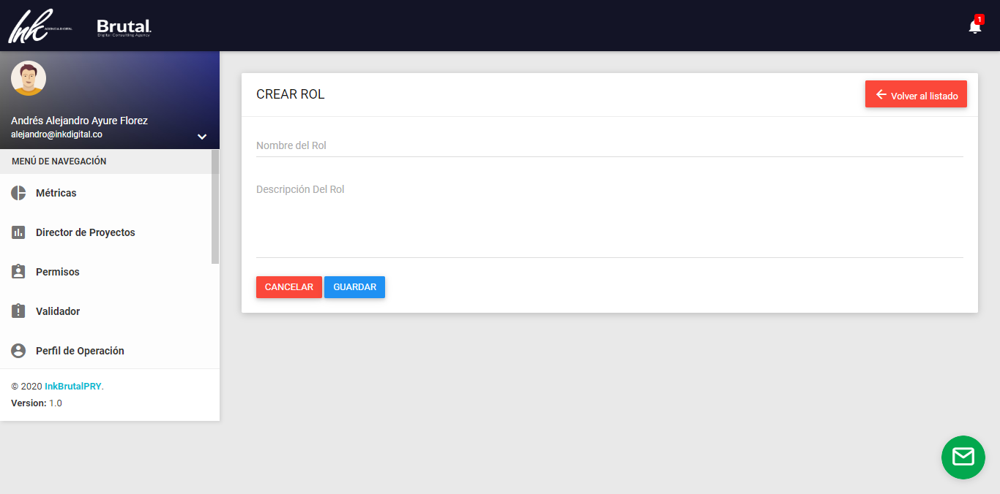 Ink AGENCIA DIGITAL
Brutal.
Digital Consulting Agency
1
Andrés Alejandro Ayure Florez
alejandro@inkdigital.co
MENÚ DE NAVEGACIÓN
Métricas
Director de Proyectos
Permisos
Validador
Perfil de Operación
© 2020 InkBrutalPRY.
Version: 1.0
CREAR ROL
Volver al listado
Nombre del Rol
Descripción Del Rol
CANCELAR GUARDAR